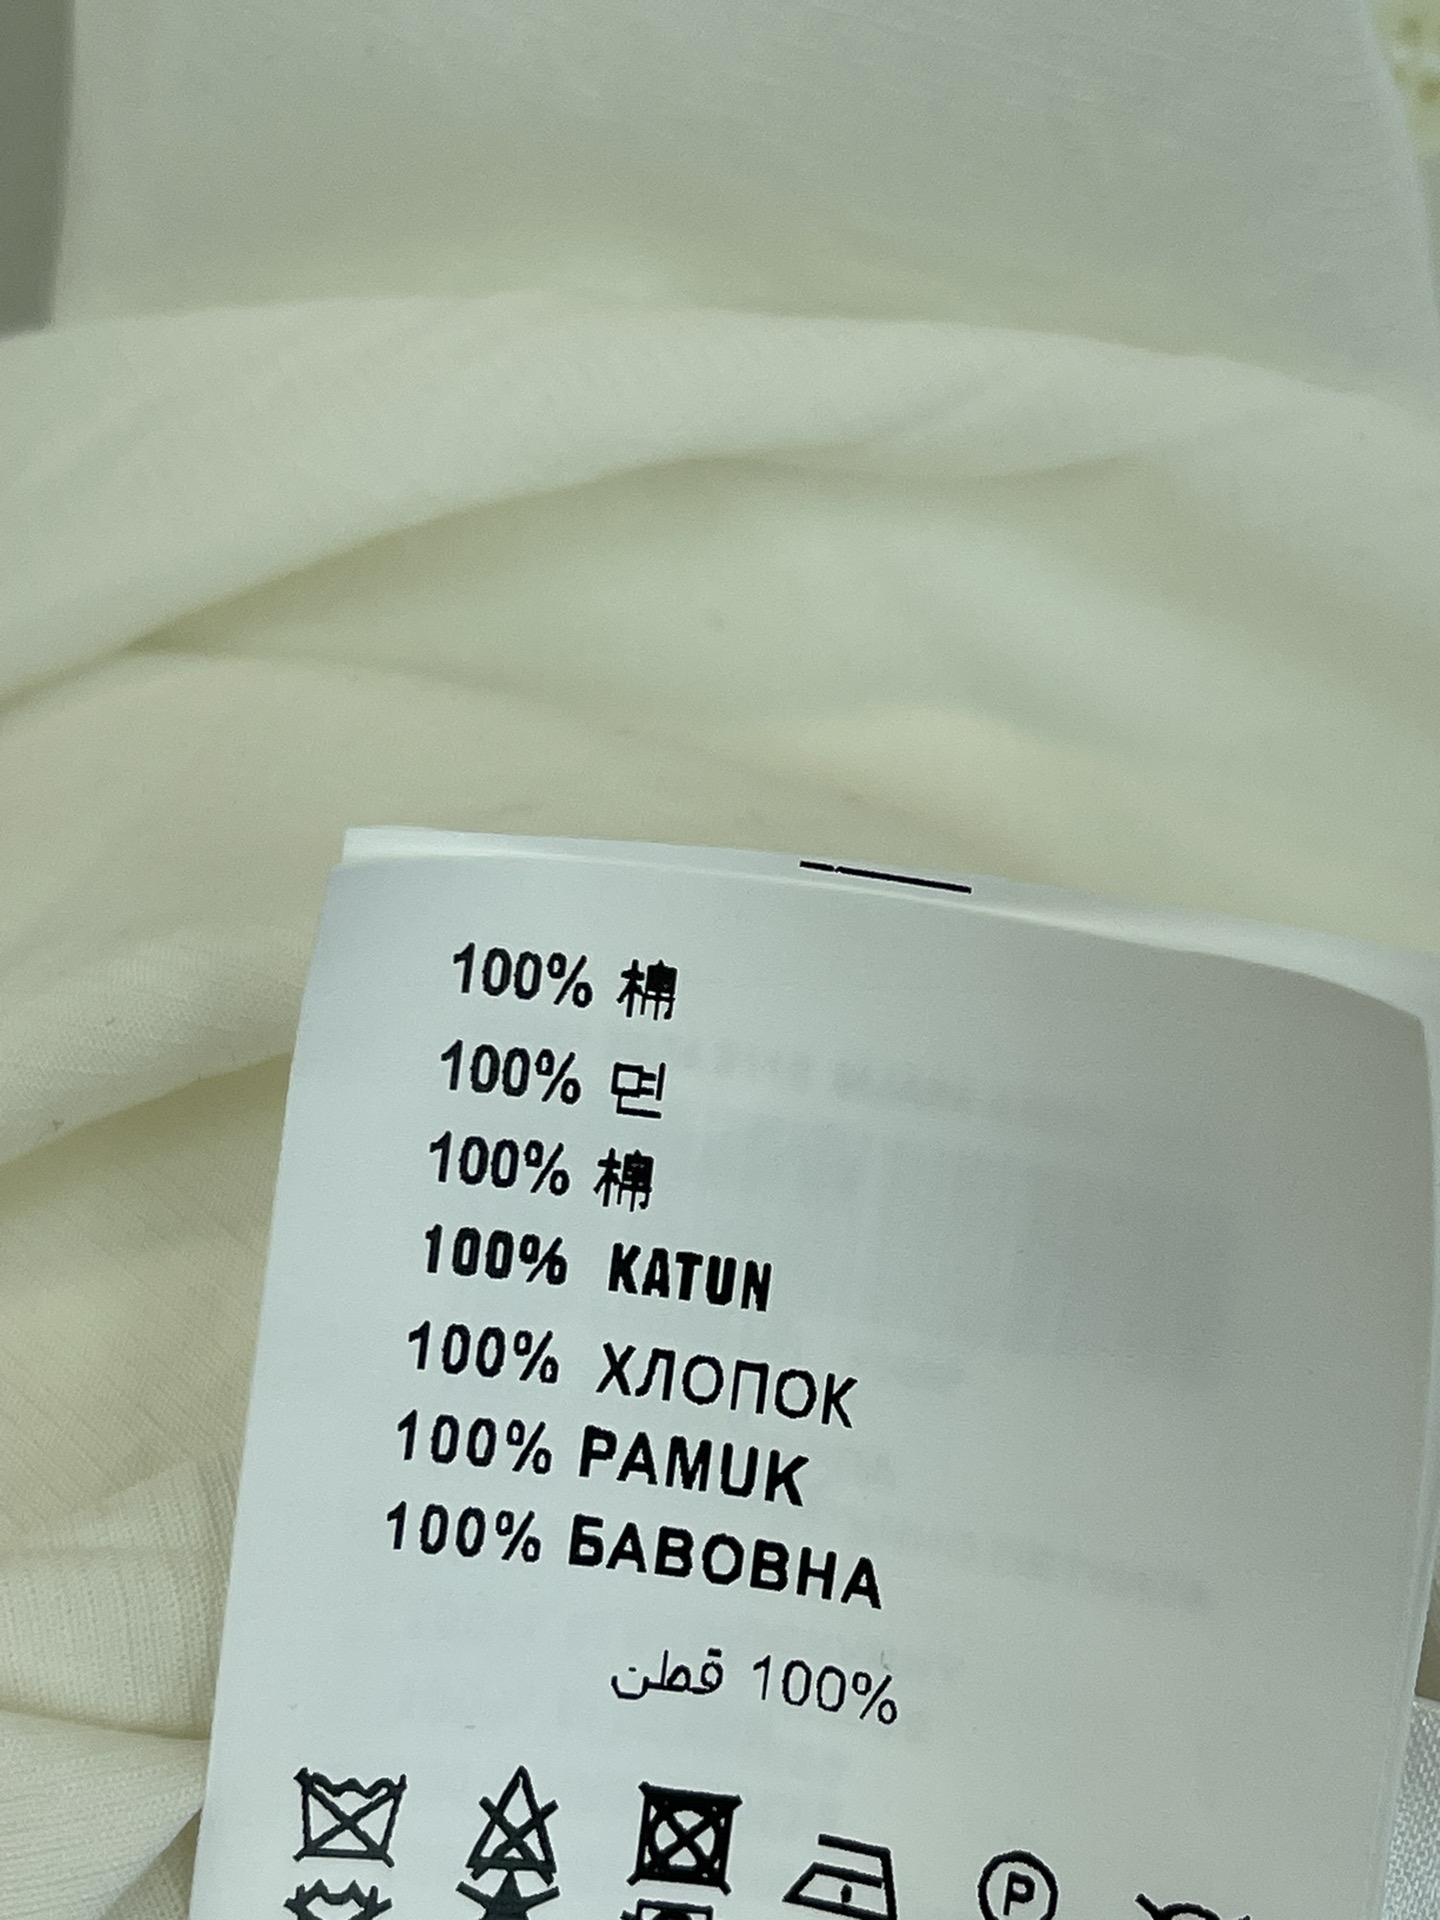 100% 棉
100% 면
100% 棉
100% KATUN
100% ХЛОПОК
100% PAMUK
100% БАВОВНА
100% قطن
P